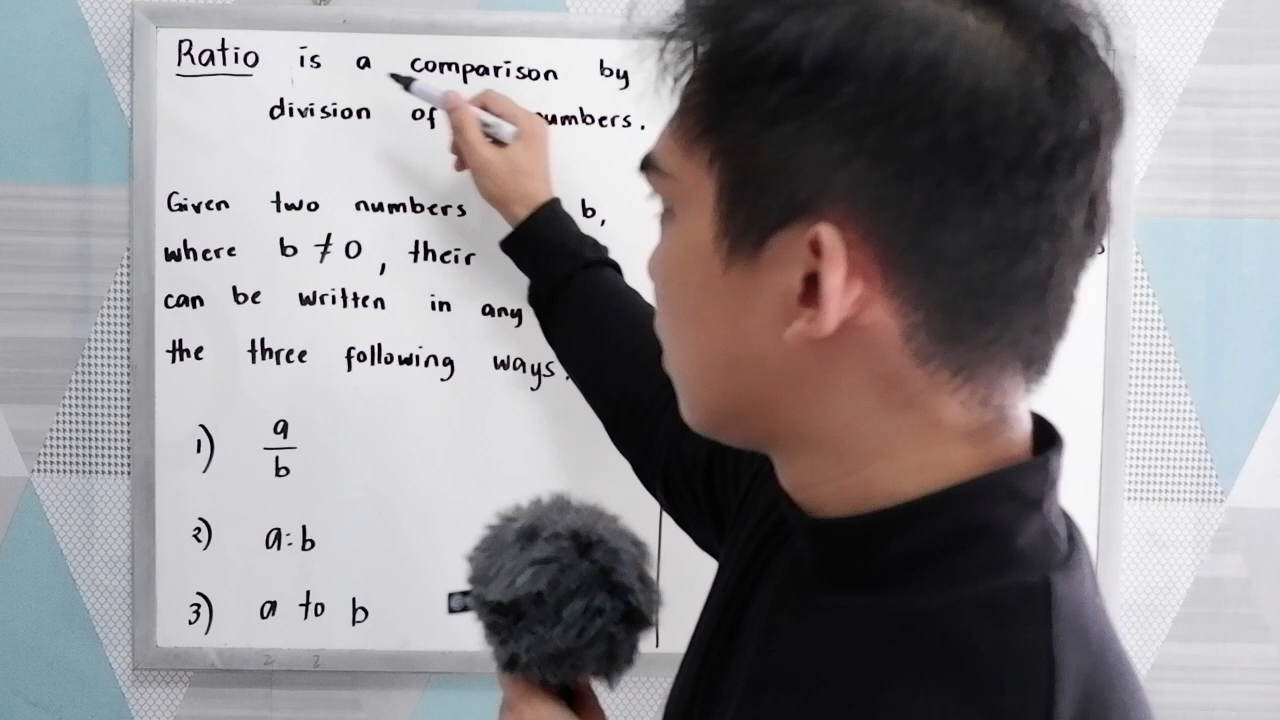 Ratio is a comparison by
division of numbers.
Given two numbers b,
where b ≠ 0, their
can be written in any
the three following ways.
1) a/b
2) a:b
3) a to b